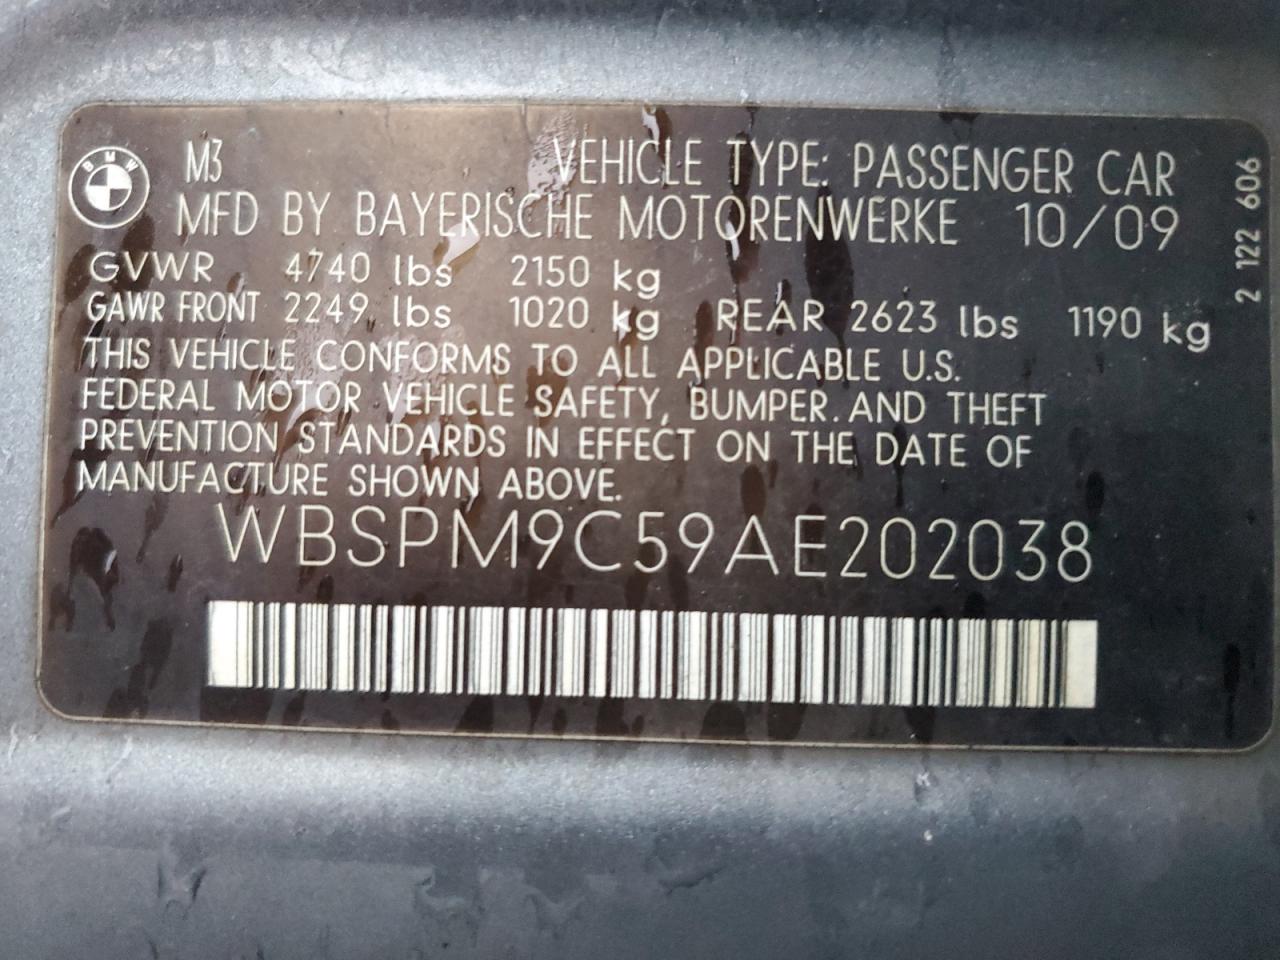 BMW
M3 VEHICLE TYPE: PASSENGER CAR
MFD BY BAYERISCHE MOTORENWERKE 10/09
GVWR 4740 lbs 2150 kg
GAWR FRONT 2249 lbs 1020 kg REAR 2623 lbs 1190 kg
THIS VEHICLE CONFORMS TO ALL APPLICABLE U.S.
FEDERAL MOTOR VEHICLE SAFETY, BUMPER. AND THEFT
PREVENTION STANDARDS IN EFFECT ON THE DATE OF
MANUFACTURE SHOWN ABOVE.
WBSPM9C59AE202038
2 122 606